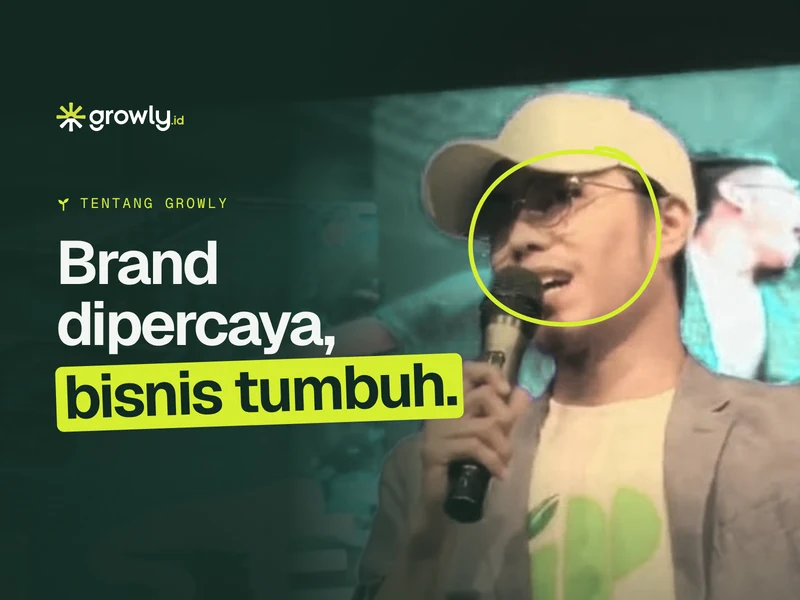 growly.id
TENTANG GROWLY
Brand
dipercaya,
bisnis tumbuh.